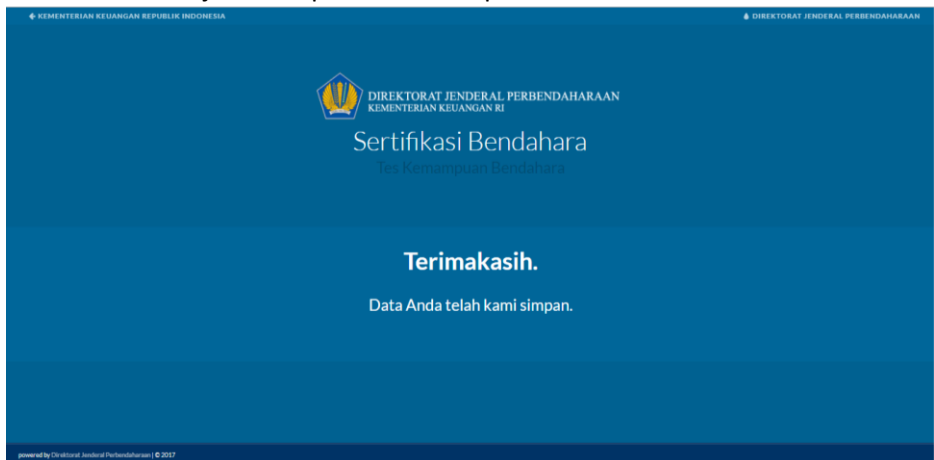 KEMENTERIAN KEUANGAN REPUBLIK INDONESIA
DIREKTORAT JENDERAL PERBENDAHARAAN
DIREKTORAT JENDERAL PERBENDAHARAAN
KEMENTERIAN KEUANGAN RI
Sertifikasi Bendahara
Tes Kemampuan Bendahara
Terimakasih.
Data Anda telah kami simpan.
powered by Direktorat Jenderal Perbendaharaan | © 2017